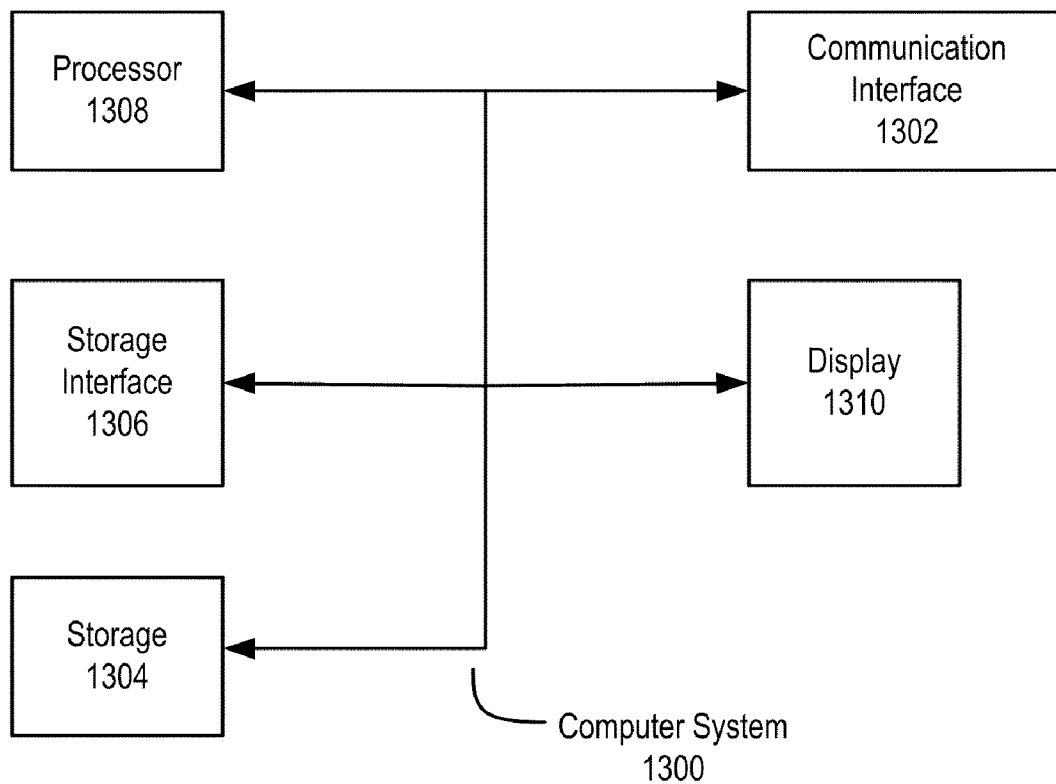 Processor
1308
Communication
Interface
1302
Storage
Interface
1306
Display
1310
Storage
1304
Computer System
1300